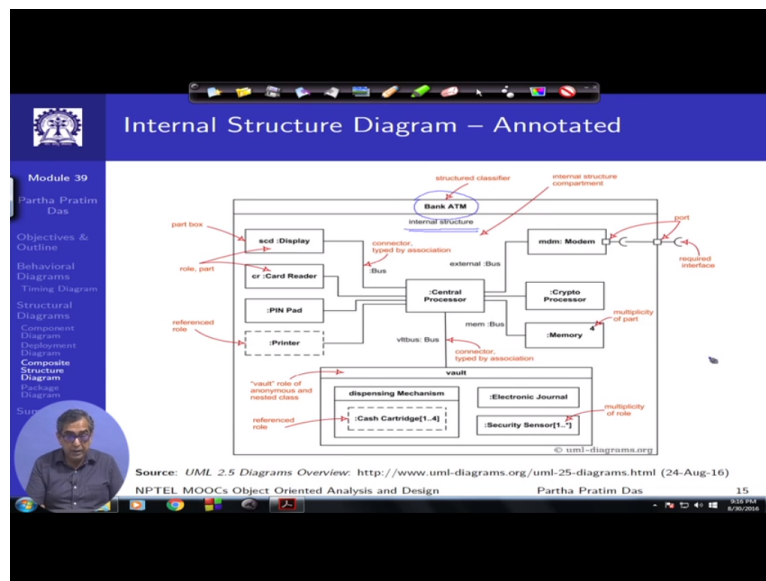 Internal Structure Diagram – Annotated
Module 39
Partha Pratim
Das
Objectives &
Outline
Behavioral
Diagrams
Timing Diagram
Structural
Diagrams
Component
Diagram
Deployment
Diagram
Composite
Structure
Diagram
Package
Diagram
structured classifier
internal structure
compartment
Bank ATM
internal structure
part box
scd :Display
connector,
typed by association
:Bus
mdm: Modem
port
external :Bus
required
interface
role, part
cr :Card Reader
:Central
Processor
:Crypto
Processor
:PIN Pad
multiplicity
of part
referenced
role
:Printer
mem :Bus
4
:Memory
vltbus: Bus
connector,
typed by association
"vault" role of
anonymous and
nested class
vault
dispensing Mechanism
:Electronic Journal
referenced
role
:Cash Cartridge[1..4]
:Security Sensor[1..*]
multiplicity
of role
© uml-diagrams.org
Source: UML 2.5 Diagrams Overview: http://www.uml-diagrams.org/uml-25-diagrams.html (24-Aug-16)
NPTEL MOOCs Object Oriented Analysis and Design
Partha Pratim Das
15
9:16 PM
8/30/2016